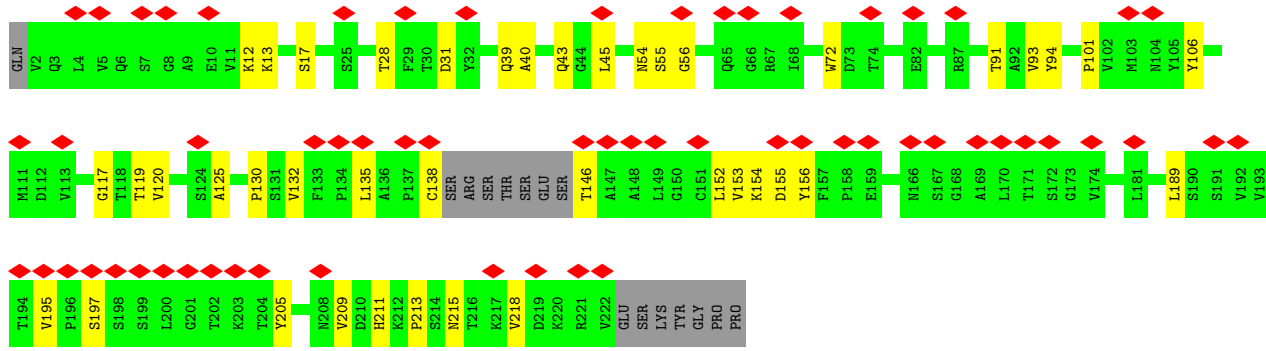 GLN V2 Q3 L4 V5 Q6 S7 G8 A9 E10 V11 K12 K13 S17 S25 T28 F29 T30 D31 Y32 Q39 A40 Q43 G44 L45 N54 S55 G56 Q65 G66 R67 I68 W72 D73 T74 E82 R87 T91 A92 V93 Y94 P101 V102 M103 N104 Y105 Y106
M111 D112 V113 G117 T118 T119 V120 S124 A125 P130 S131 V132 F133 P134 L135 A136 P137 C138 SER ARG SER THR SER GLU SER T146 A147 A148 L149 G150 C151 L152 V153 K154 D155 Y156 F157 P158 E159 N166 S167 G168 A169 L170 T171 S172 G173 V174 L181 L189 S190 S191 V192 V193
T194 V195 P196 S197 S198 S199 L200 G201 T202 K203 T204 Y205 N208 V209 D210 H211 K212 P213 S214 N215 T216 K217 V218 D219 K220 R221 V222 GLU SER LYS TYR GLY PRO PRO